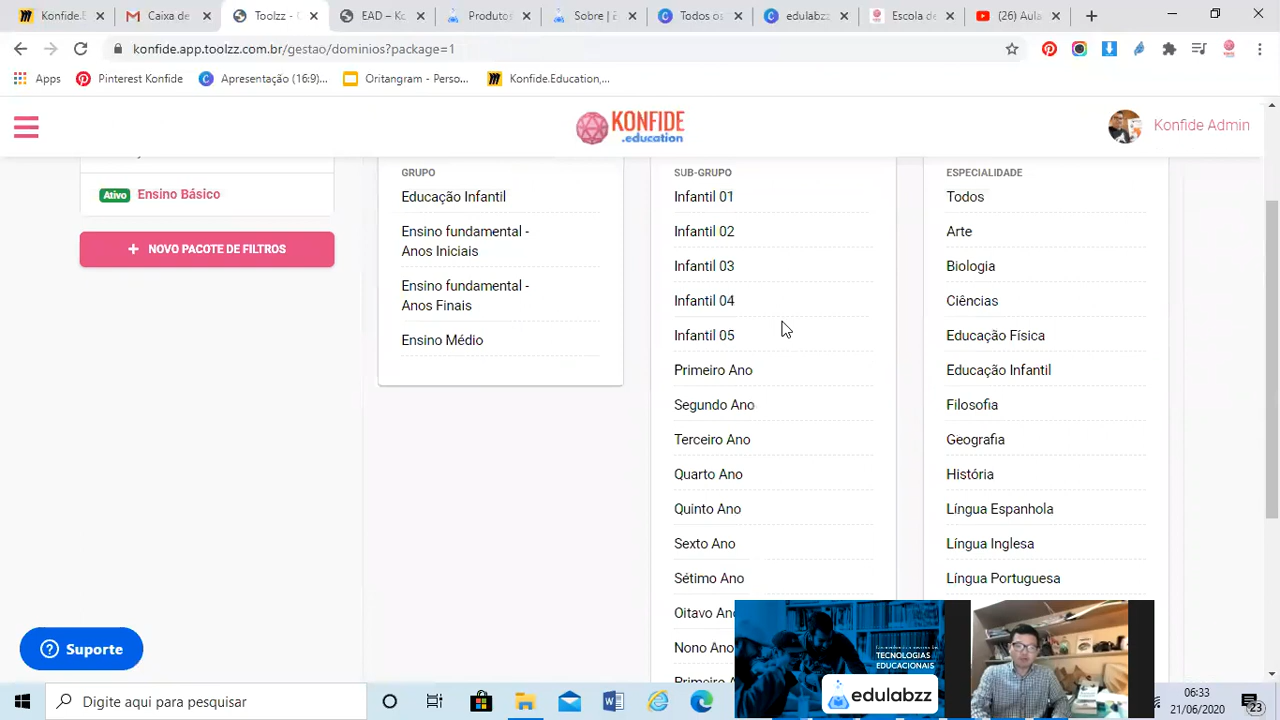 Konfide.E
Caixa
Toolzz -
EAD –
Produtos
Sobre |
Todos o
edulabz
Escola de
(26) Aula
konfide.app.toolzz.com.br/gestao/dominios?package=1
Apps
Pinterest Konfide
Apresentação (16:9)...
Oritangram - Perso...
Konfide.Education,...
KONFIDE
.education
Konfide Admin
Ativo Ensino Básico
+ NOVO PACOTE DE FILTROS
GRUPO
Educação Infantil
Ensino fundamental -
Anos Iniciais
Ensino fundamental -
Anos Finais
Ensino Médio
SUB-GRUPO
Infantil 01
Infantil 02
Infantil 03
Infantil 04
Infantil 05
Primeiro Ano
Segundo Ano
Terceiro Ano
Quarto Ano
Quinto Ano
Sexto Ano
Sétimo Ano
Oitavo An
Nono Ano
ESPECIALIDADE
Todos
Arte
Biologia
Ciências
Educação Física
Educação Infantil
Filosofia
Geografia
História
Língua Espanhola
Língua Inglesa
Língua Portuguesa
TECNOLOGIAS
EDUCACIONAIS
edulabzz
Suporte
Digite aqui para pesquisar
06:33
21/06/2020
23